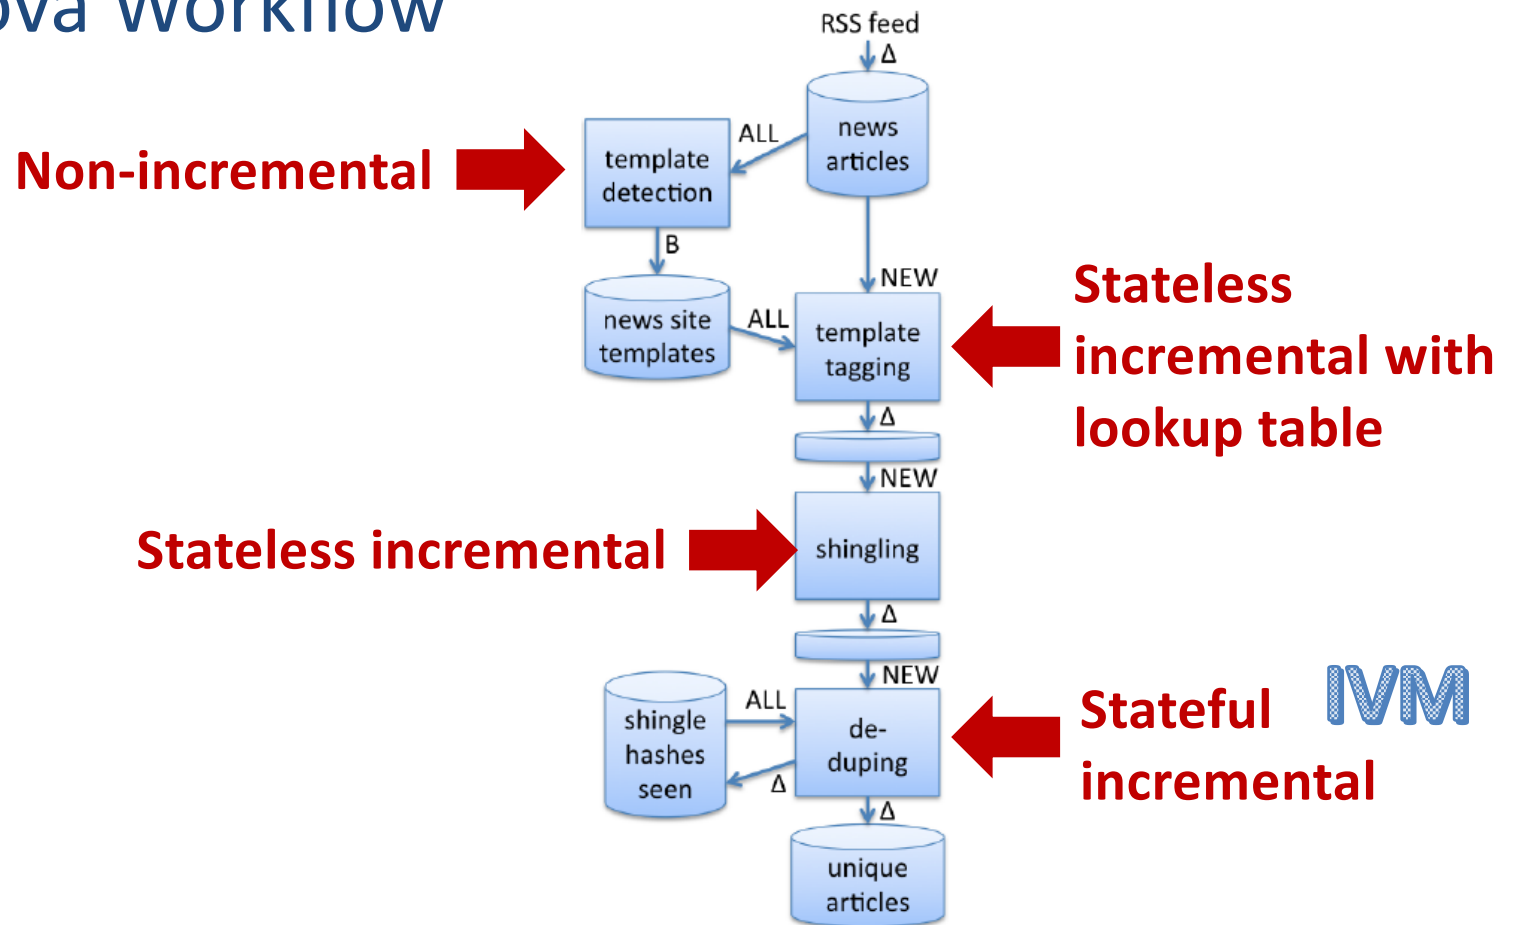 ova Workflow
RSS feed
Δ
news
articles
ALL
template
detection
Non-incremental
B
NEW
news site
templates
ALL
template
tagging
Stateless
incremental with
lookup table
Δ
NEW
Stateless incremental
shingling
Δ
NEW
shingle
hashes
seen
ALL
Δ
de-
duping
Stateful
incremental
IVM
Δ
unique
articles